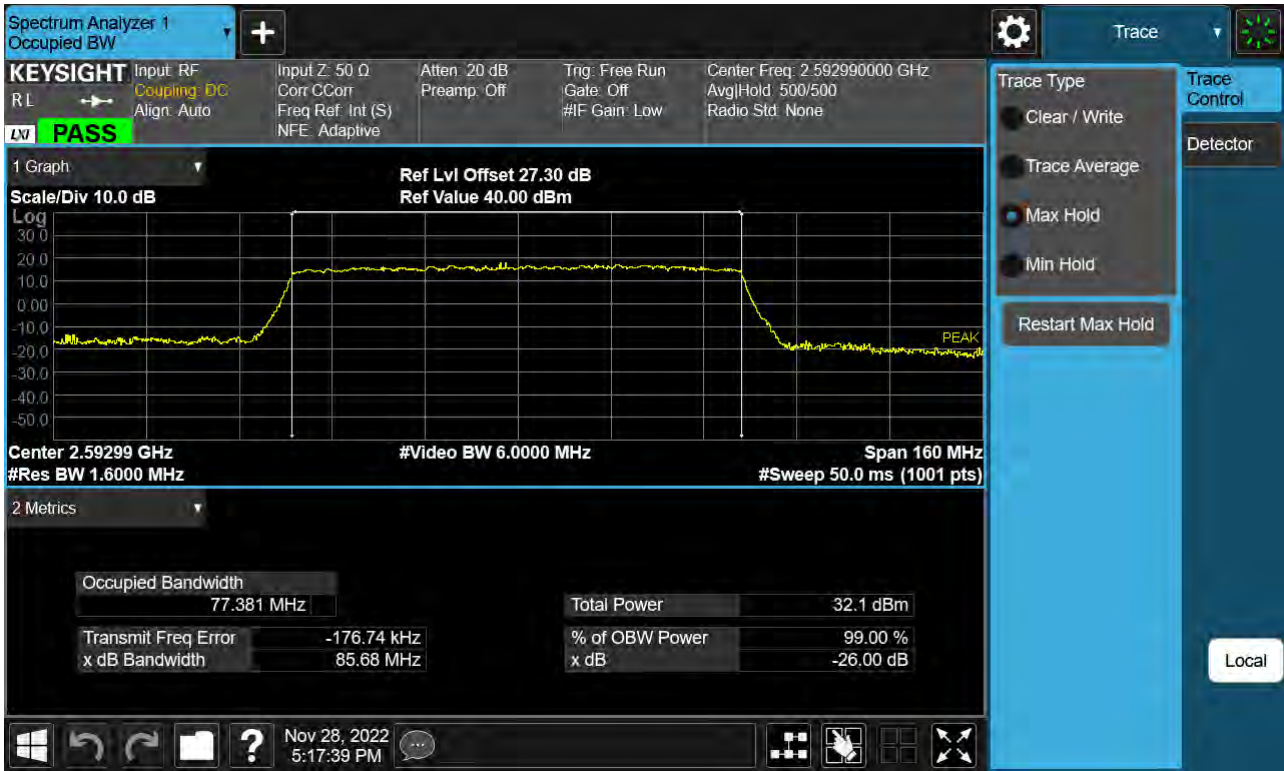 Spectrum Analyzer 1
Occupied BW
+
Trace
KEYSIGHT
RL
LXI
PASS
Input: RF
Coupling: DC
Align: Auto
Input Z: 50 Ω
Corr CCorr
Freq Ref: Int (S)
NFE: Adaptive
Atten: 20 dB
Preamp: Off
Trig: Free Run
Gate: Off
#IF Gain: Low
Center Freq: 2.592990000 GHz
Avg|Hold: 500/500
Radio Std: None
Trace Type
Clear / Write
Trace Average
Max Hold
Min Hold
Restart Max Hold
Trace
Control
Detector
Local
1 Graph
Scale/Div 10.0 dB
Ref Lvl Offset 27.30 dB
Ref Value 40.00 dBm
Log
30.0
20.0
10.0
0.00
-10.0
-20.0
-30.0
-40.0
-50.0
PEAK
Center 2.59299 GHz
#Res BW 1.6000 MHz
#Video BW 6.0000 MHz
Span 160 MHz
#Sweep 50.0 ms (1001 pts)
2 Metrics
Occupied Bandwidth
77.381 MHz
Transmit Freq Error -176.74 kHz
x dB Bandwidth 85.68 MHz
Total Power 32.1 dBm
% of OBW Power 99.00 %
x dB -26.00 dB
?
Nov 28, 2022
5:17:39 PM